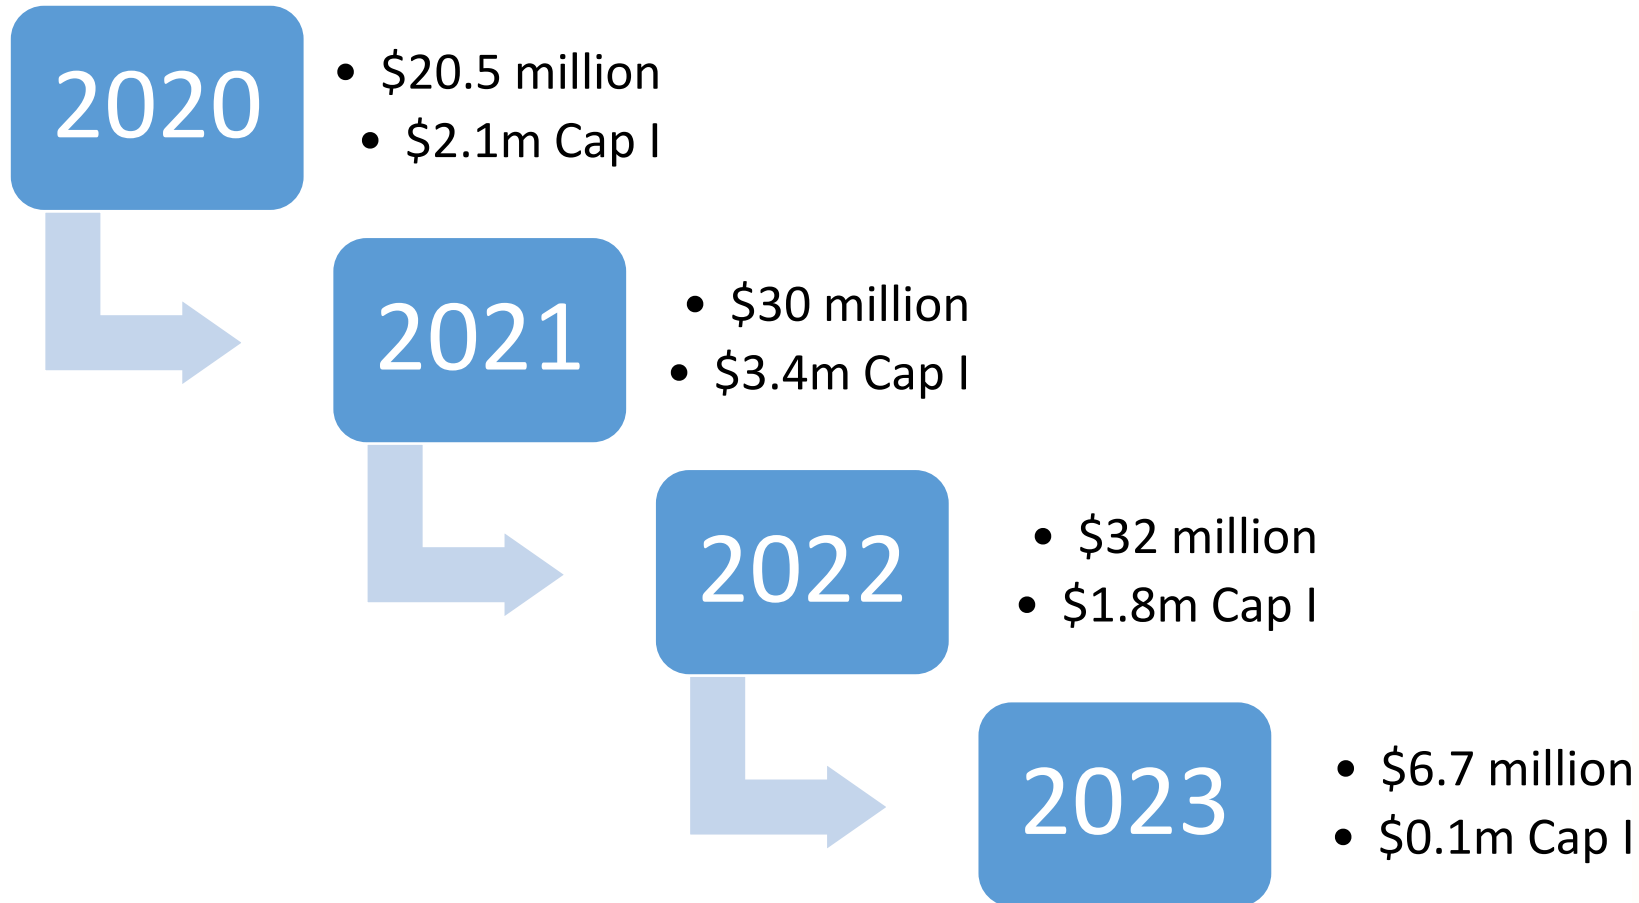 2020
• $20.5 million
• $2.1m Cap I
2021
• $30 million
• $3.4m Cap I
2022
• $32 million
• $1.8m Cap I
2023
• $6.7 million
• $0.1m Cap I